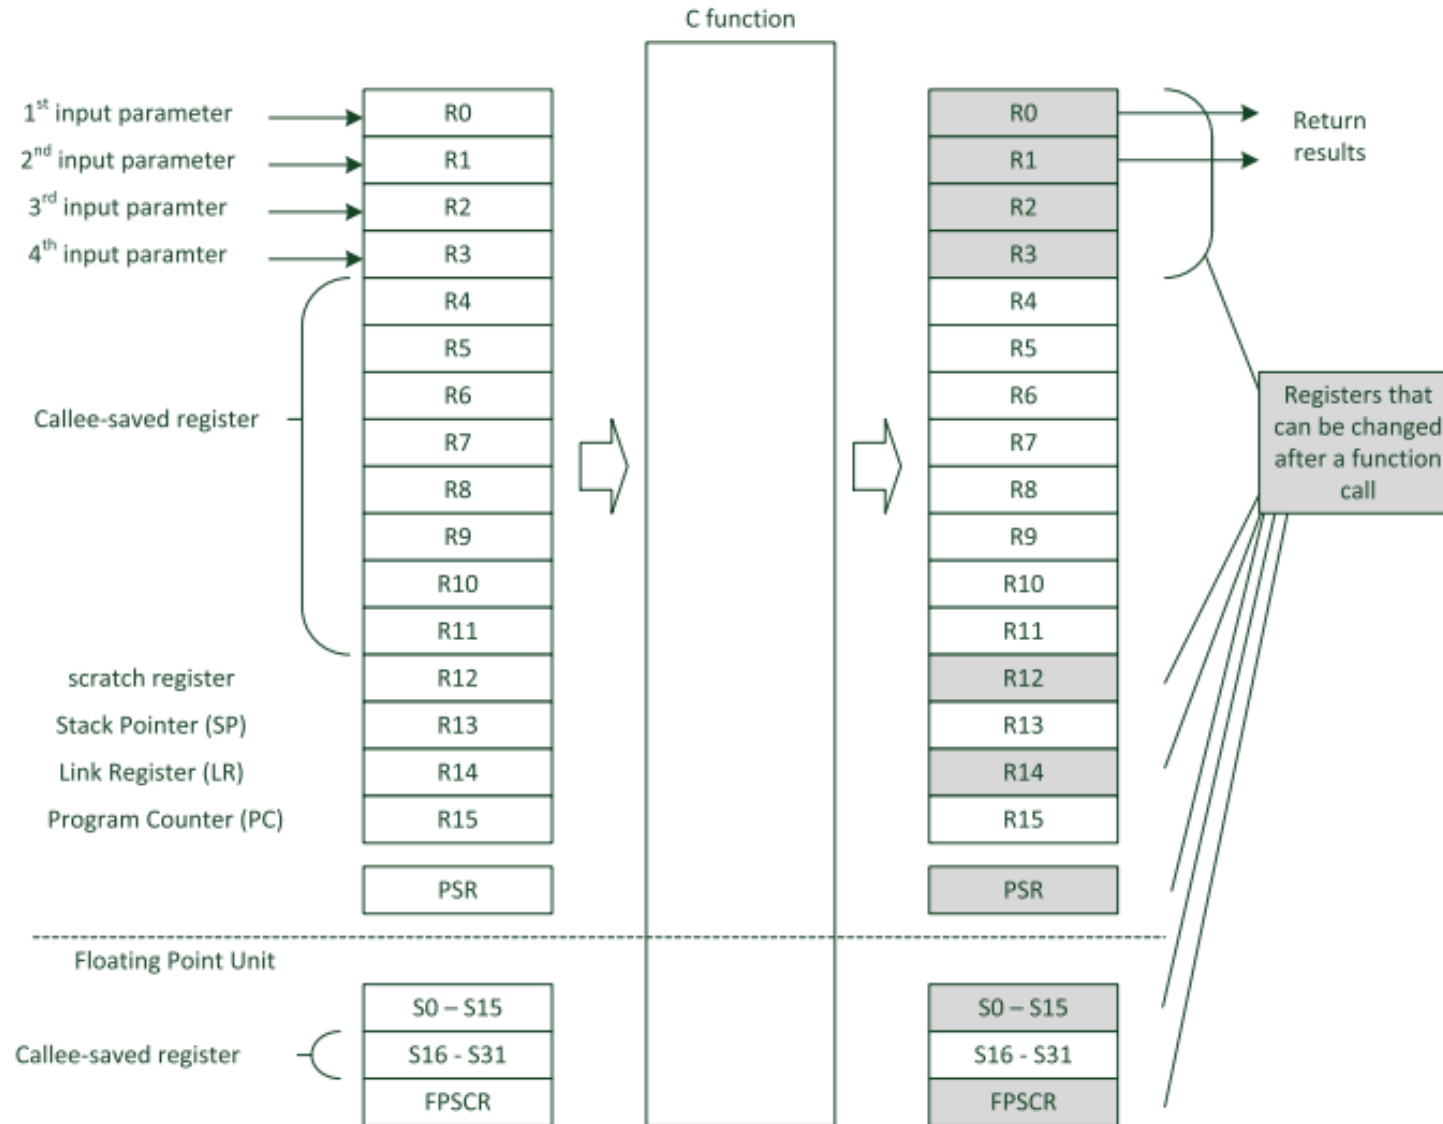 C function
1st input parameter
2nd input parameter
3rd input paramter
4th input paramter
Callee-saved register
scratch register
Stack Pointer (SP)
Link Register (LR)
Program Counter (PC)
R0
R1
R2
R3
R4
R5
R6
R7
R8
R9
R10
R11
R12
R13
R14
R15
PSR
Floating Point Unit
Callee-saved register
S0 – S15
S16 - S31
FPSCR
R0
R1
R2
R3
R4
R5
R6
R7
R8
R9
R10
R11
R12
R13
R14
R15
PSR
S0 – S15
S16 - S31
FPSCR
Return
results
Registers that
can be changed
after a function
call